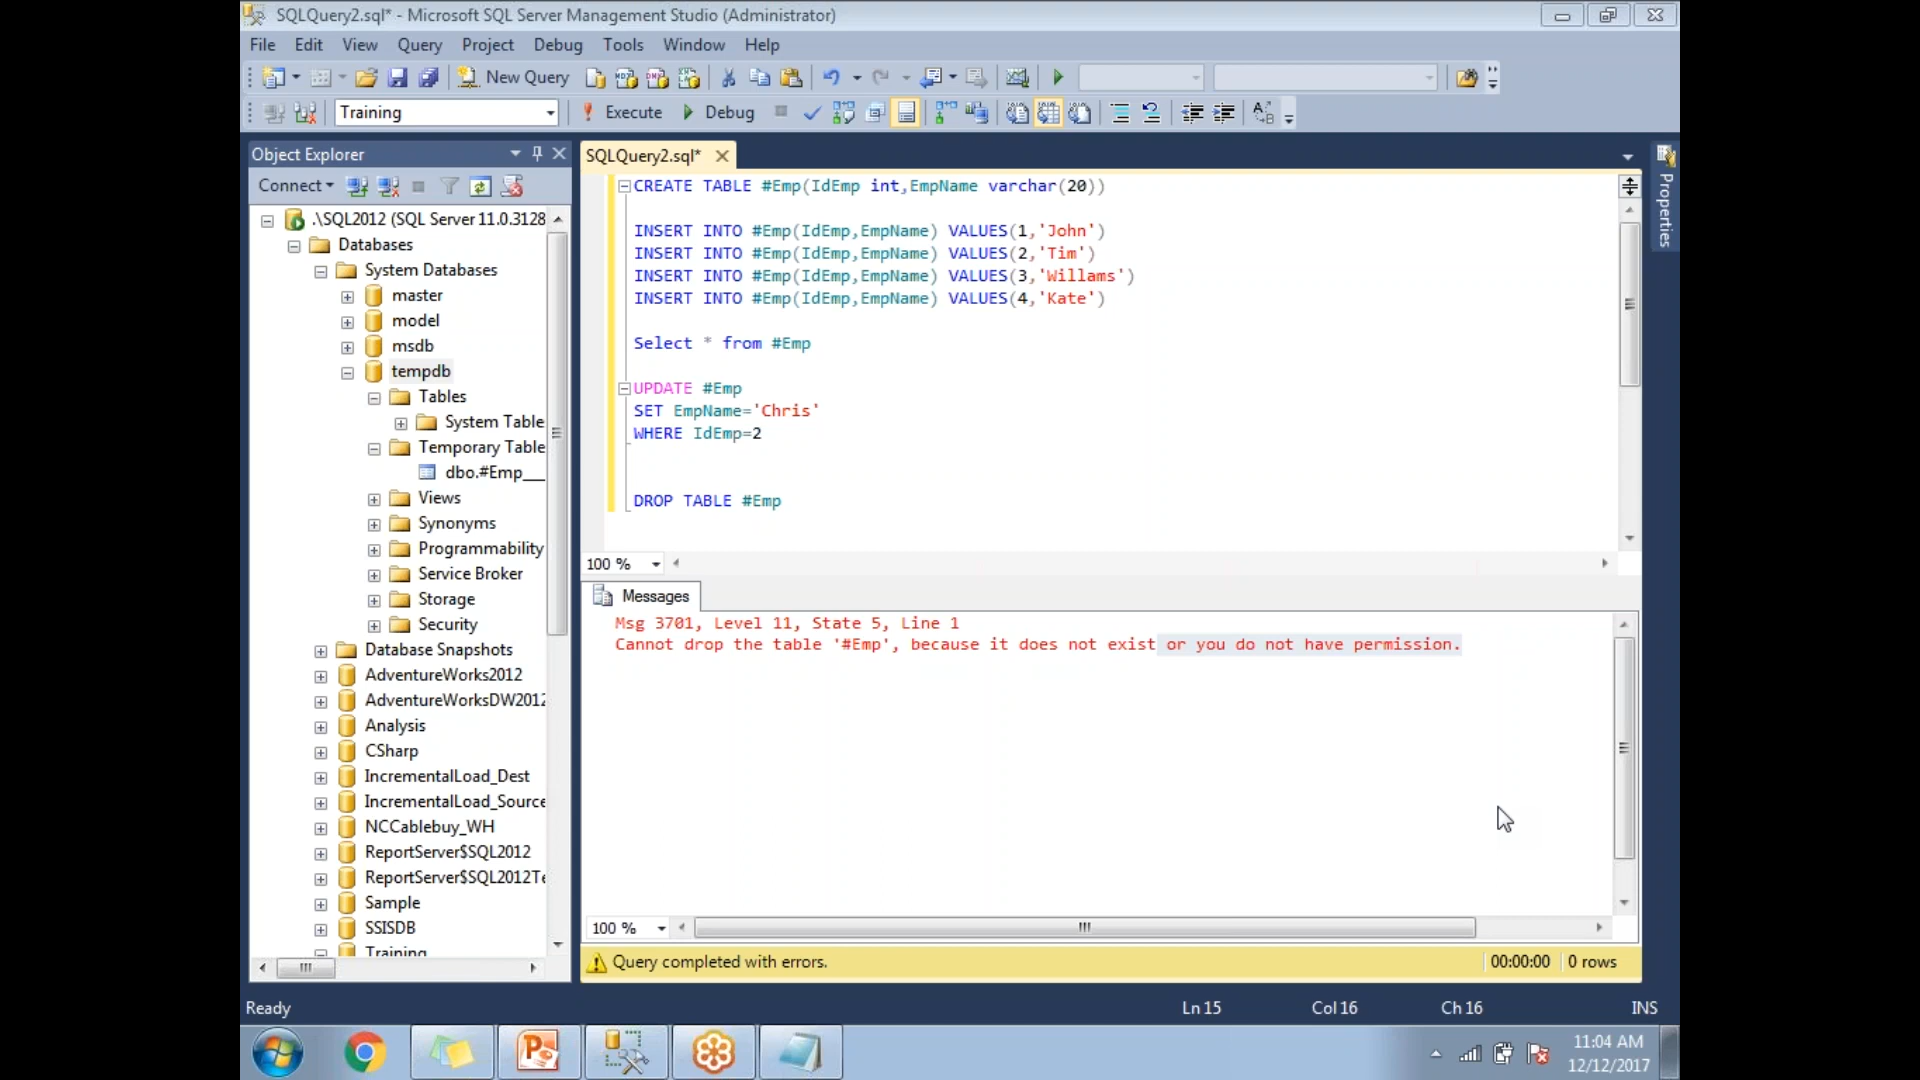 SQLQuery2.sql* - Microsoft SQL Server Management Studio (Administrator)
File Edit View Query Project Debug Tools Window Help
New Query
Training Execute Debug
Object Explorer
Connect
.\SQL2012 (SQL Server 11.0.3128
Databases
System Databases
master
model
msdb
tempdb
Tables
System Table
Temporary Table
dbo.#Emp___
Views
Synonyms
Programmability
Service Broker
Storage
Security
Database Snapshots
AdventureWorks2012
AdventureWorksDW2012
Analysis
CSharp
IncrementalLoad_Dest
IncrementalLoad_Source
NCCablebuy_WH
ReportServer$SQL2012
ReportServer$SQL2012Te
Sample
SSISDB
Training
SQLQuery2.sql*
CREATE TABLE #Emp(IdEmp int,EmpName varchar(20))
INSERT INTO #Emp(IdEmp,EmpName) VALUES(1,'John')
INSERT INTO #Emp(IdEmp,EmpName) VALUES(2,'Tim')
INSERT INTO #Emp(IdEmp,EmpName) VALUES(3,'Willams')
INSERT INTO #Emp(IdEmp,EmpName) VALUES(4,'Kate')
Select * from #Emp
UPDATE #Emp
SET EmpName='Chris'
WHERE IdEmp=2
DROP TABLE #Emp
100 %
Messages
Msg 3701, Level 11, State 5, Line 1
Cannot drop the table '#Emp', because it does not exist or you do not have permission.
100 %
Query completed with errors. 00:00:00 0 rows
Properties
Ready Ln 15 Col 16 Ch 16 INS
11:04 AM
12/12/2017